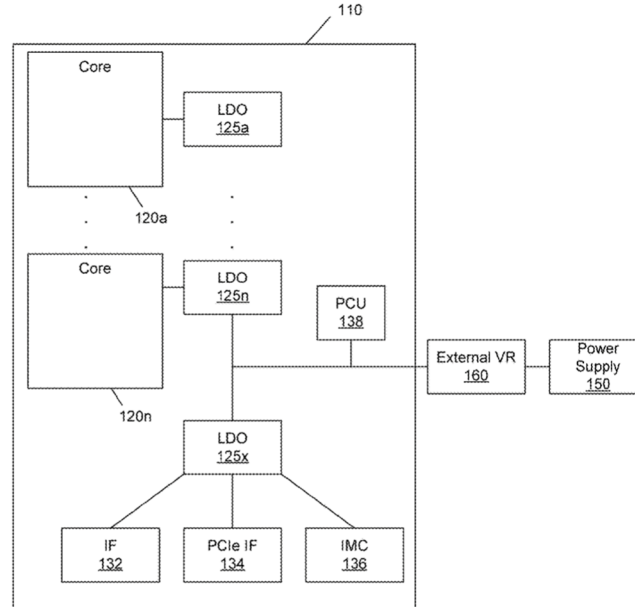 110
Core
LDO
125a
120a
Core
LDO
125n
PCU
138
External VR
160
Power
Supply
150
120n
LDO
125x
IF
132
PCIe IF
134
IMC
136